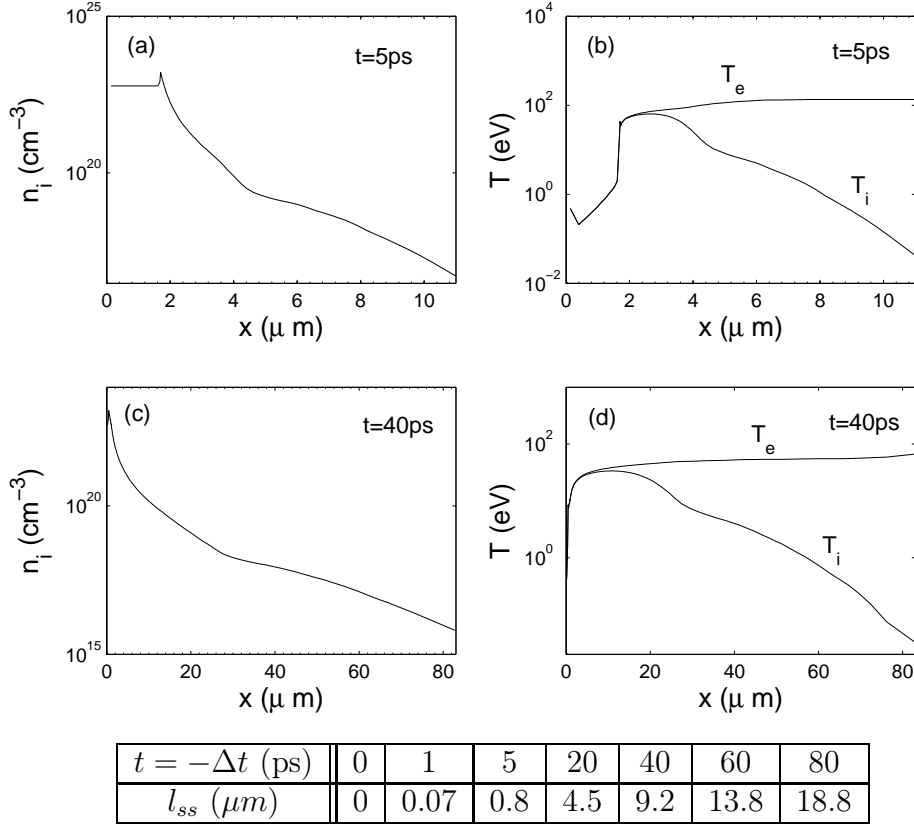 (a)
t=5ps
10^25
10^20
n_i (cm^−3)
0 2 4 6 8 10
x (μ m)
(b)
t=5ps
T_e
T_i
10^4
10^2
10^0
10^−2
T (eV)
0 2 4 6 8 10
x (μ m)
(c)
t=40ps
10^20
10^15
n_i (cm^−3)
0 20 40 60 80
x (μ m)
(d)
t=40ps
T_e
T_i
10^2
10^0
T (eV)
0 20 40 60 80
x (μ m)
t = −Δt (ps) 0 1 5 20 40 60 80
l_ss (μm) 0 0.07 0.8 4.5 9.2 13.8 18.8